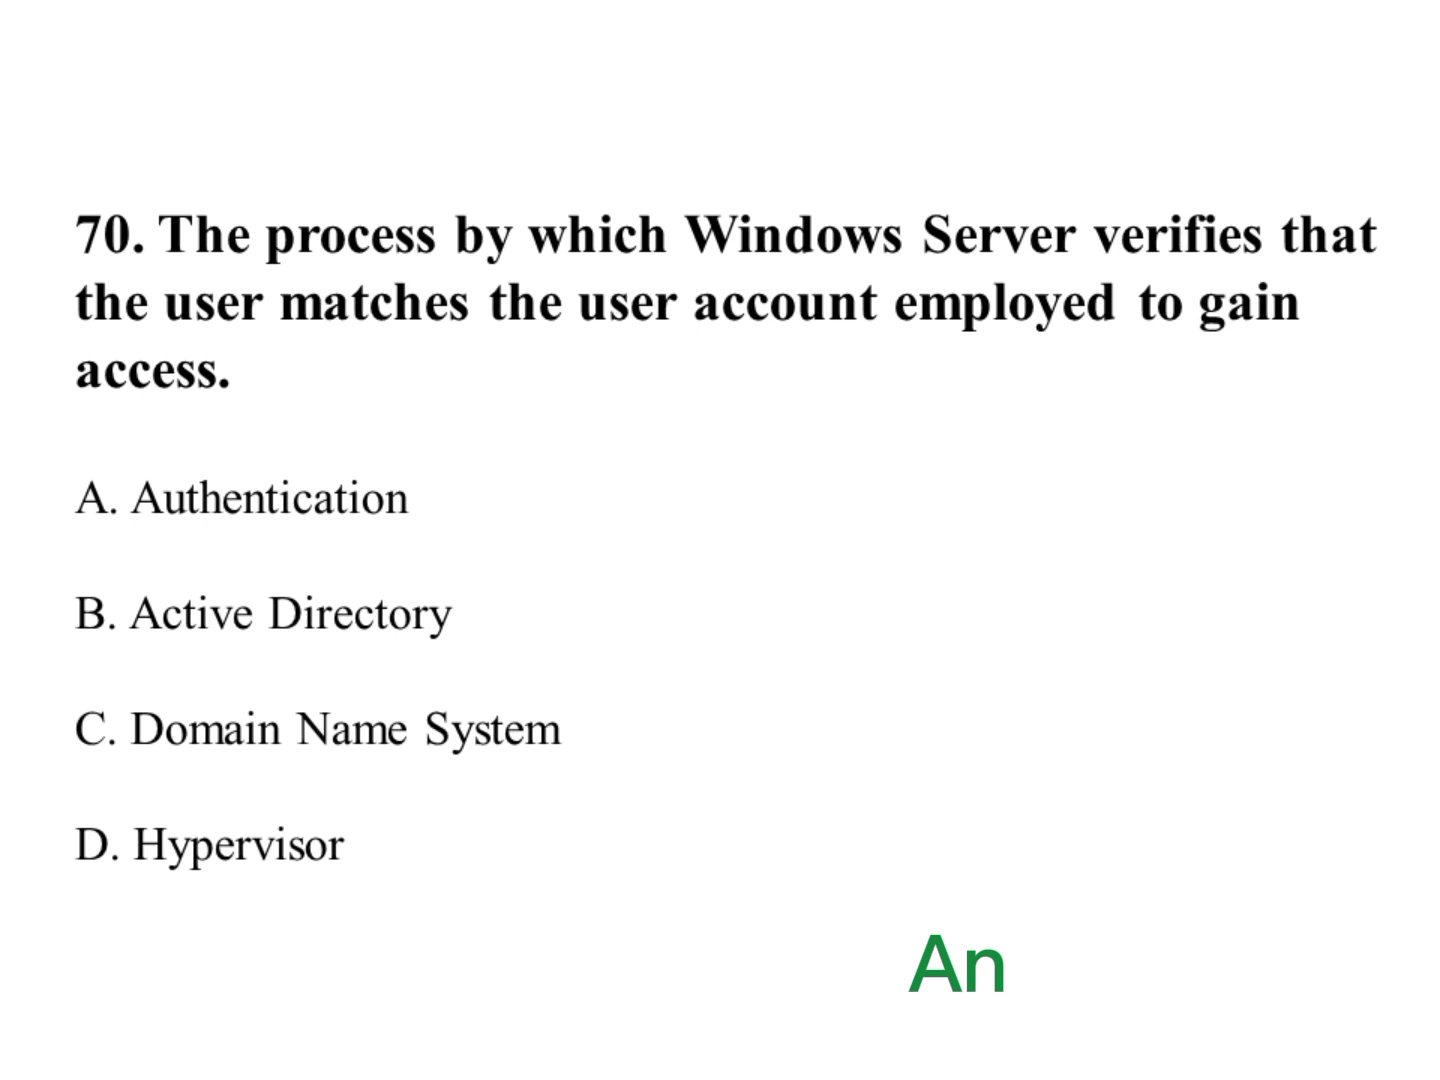 70. The process by which Windows Server verifies that
the user matches the user account employed to gain
access.
A. Authentication
B. Active Directory
C. Domain Name System
D. Hypervisor
An